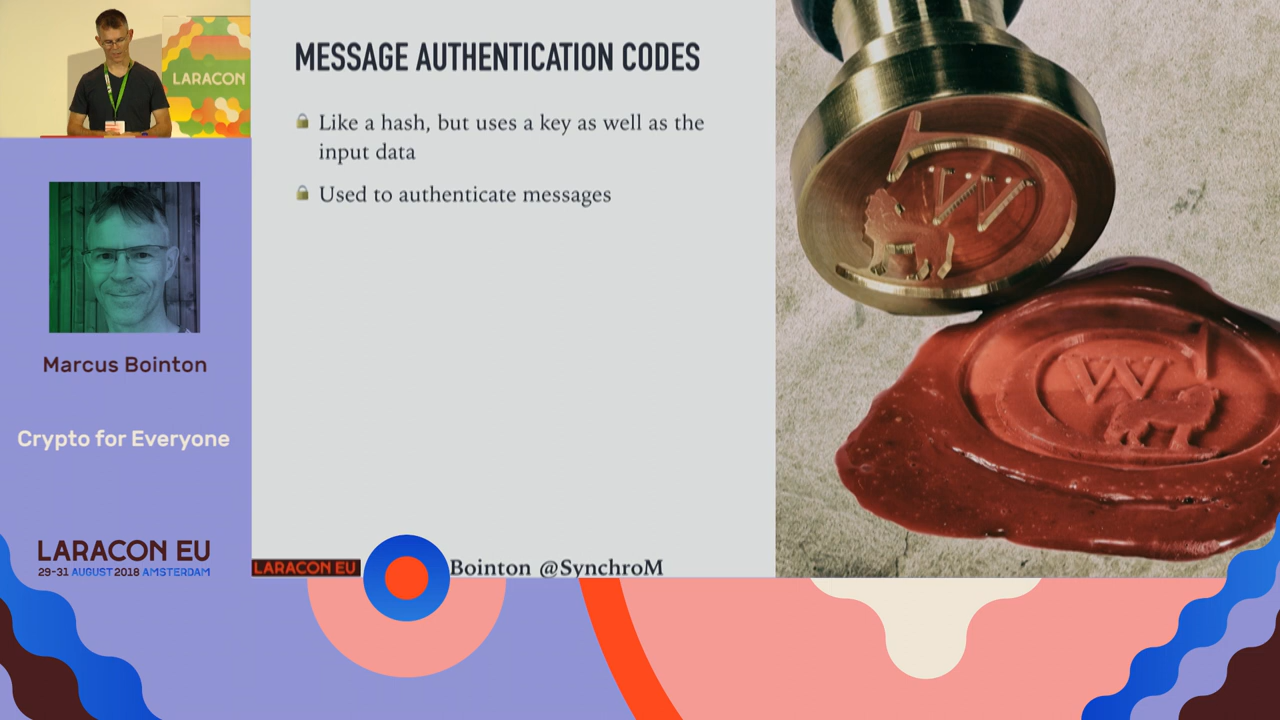 LARACON
MESSAGE AUTHENTICATION CODES
Like a hash, but uses a key as well as the
input data
Used to authenticate messages
W
W
Marcus Bointon
Crypto for Everyone
LARACON EU
29-31 AUGUST 2018 AMSTERDAM
LARACON EU
Bointon @SynchroM